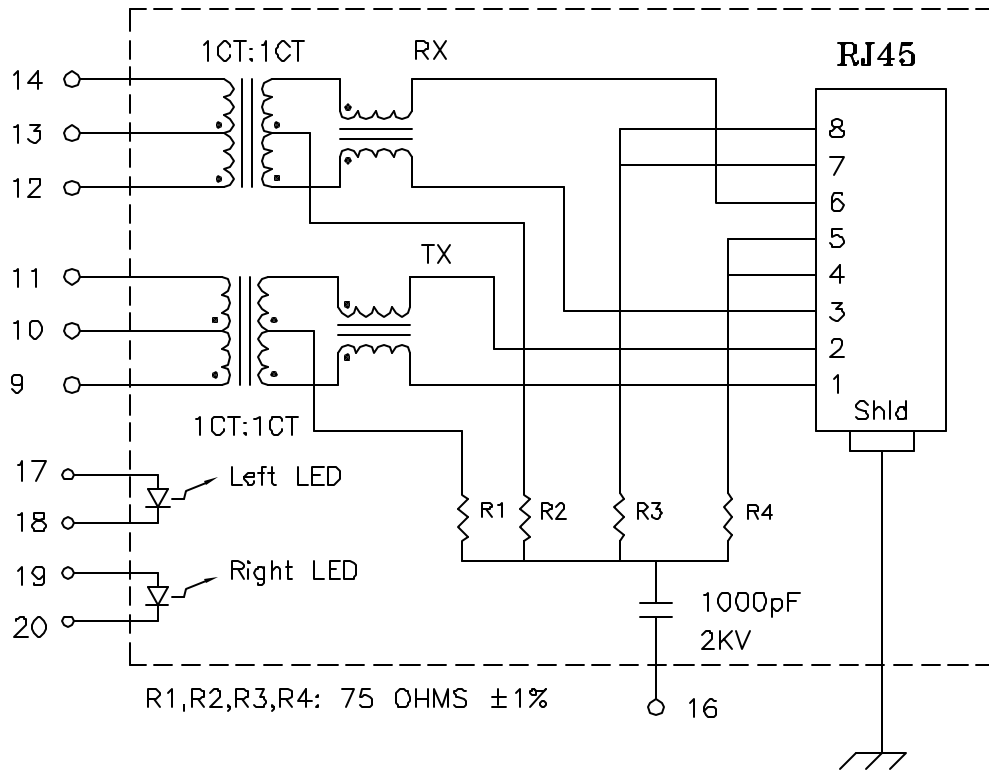 1CT:1CT
RX
RJ45
14
13
12
8
7
6
5
4
3
2
1
Shld
TX
11
10
9
1CT:1CT
17
18
Left LED
19
20
Right LED
R1
R2
R3
R4
1000pF
2KV
16
R1,R2,R3,R4: 75 OHMS ±1%